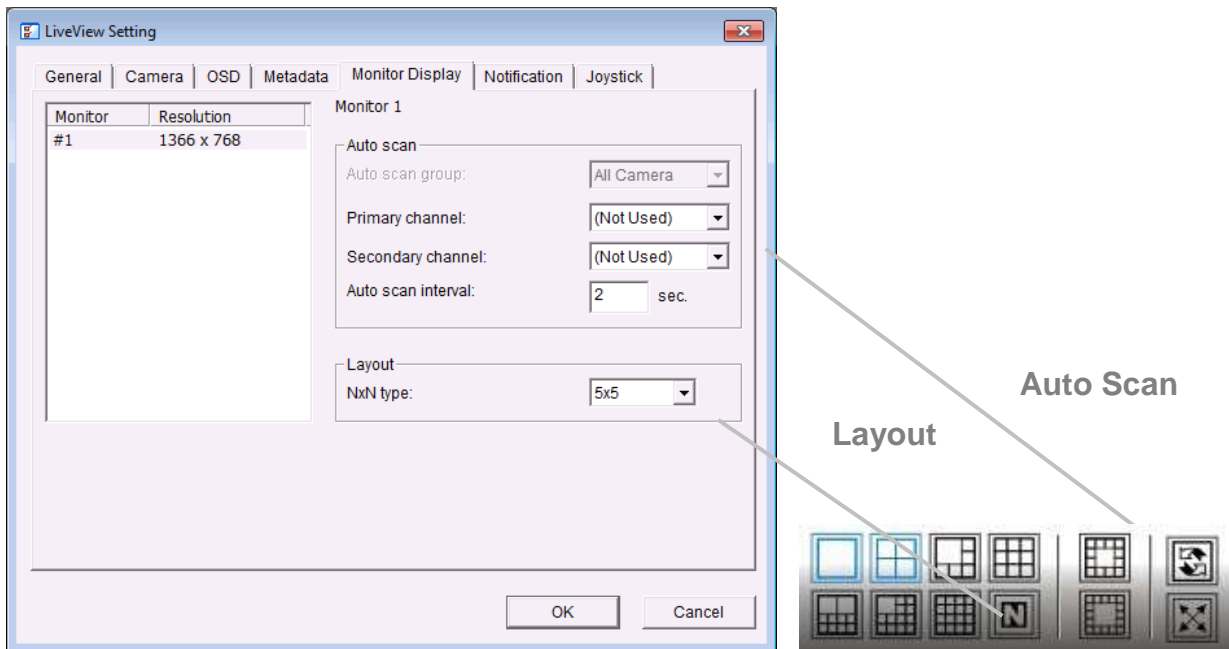 LiveView Setting
General Camera OSD Metadata Monitor Display Notification Joystick
Monitor Resolution
#1 1366 x 768
Monitor 1
Auto scan
Auto scan group: All Camera
Primary channel: (Not Used)
Secondary channel: (Not Used)
Auto scan interval: 2 sec.
Layout
NxN type: 5x5
OK Cancel
Auto Scan
Layout
N